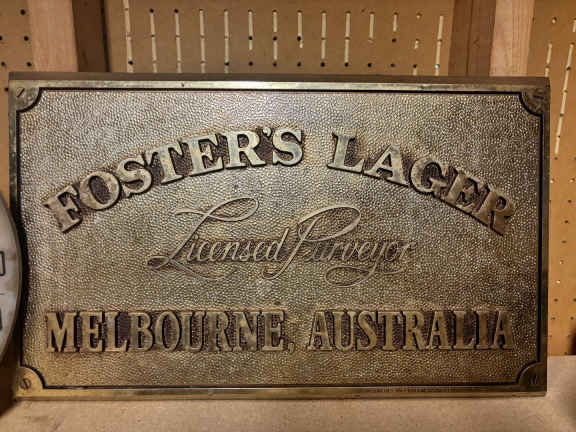 FOSTER'S LAGER
Licensed Purveyor
MELBOURNE, AUSTRALIA